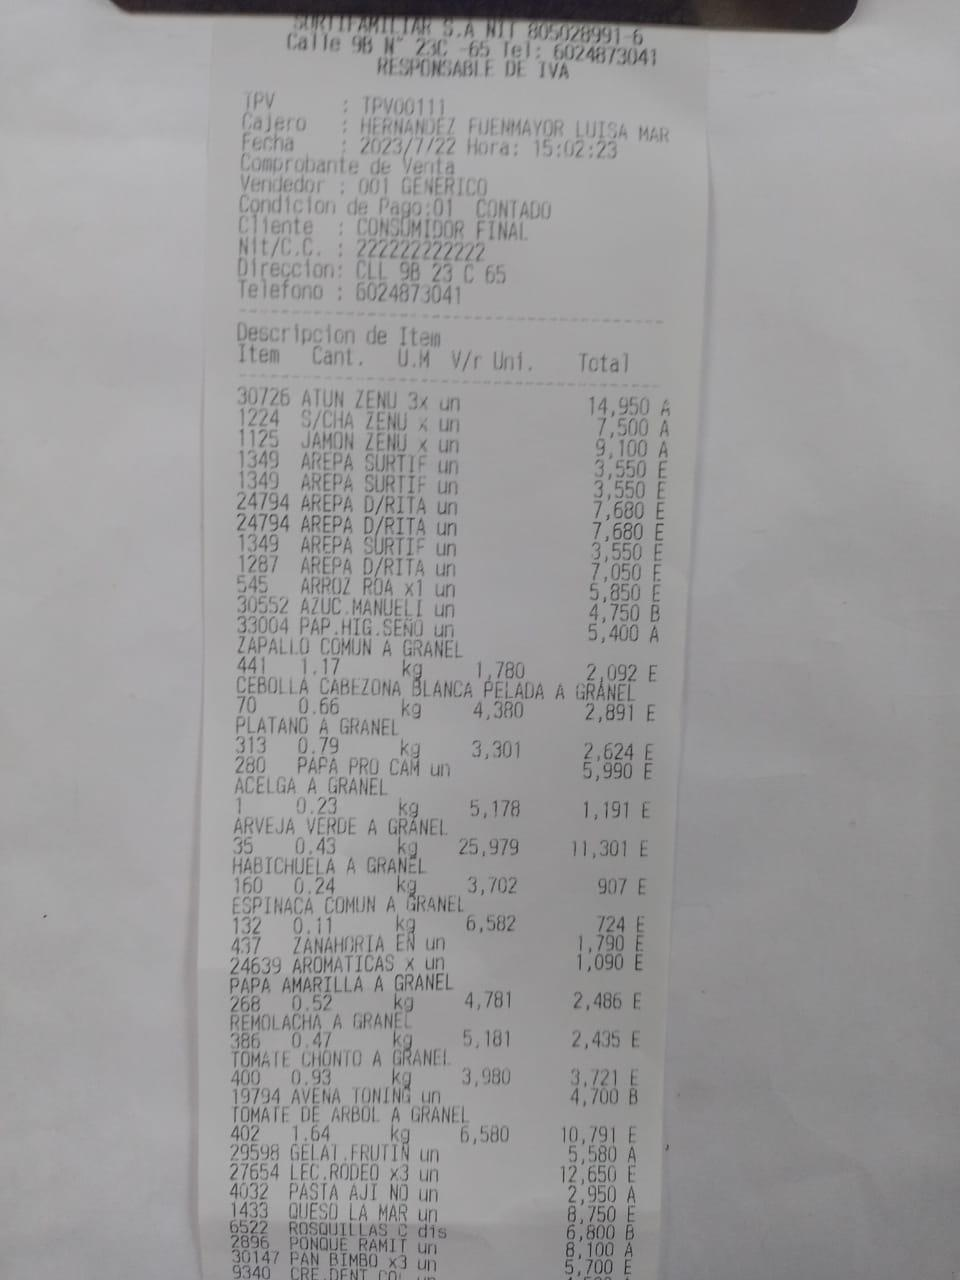 SURTIFAMILIAR S.A NIT 805028991-6
Calle 9B N° 23C -65 Tel: 6024873041
RESPONSABLE DE IVA
TPV : TPV00111
Cajero : HERNANDEZ FUENMAYOR LUISA MAR
Fecha : 2023/7/22 Hora: 15:02:23
Comprobante de Venta
Vendedor : 001 GENERICO
Condicion de Pago:01 CONTADO
Cliente : CONSUMIDOR FINAL
Nit/C.C. : 222222222222
Direccion: CLL 9B 23 C 65
Telefono : 6024873041
Descripcion de Item
Item Cant. U.M V/r Uni. Total
30726 ATUN ZENU 3x un 14,950 A
1224 S/CHA ZENU x un 7,500 A
1125 JAMON ZENU x un 9,100 A
1349 AREPA SURTIF un 3,550 E
1349 AREPA SURTIF un 3,550 E
24794 AREPA D/RITA un 7,680 E
24794 AREPA D/RITA un 7,680 E
1349 AREPA SURTIF un 3,550 E
1287 AREPA D/RITA un 7,050 E
545 ARROZ ROA x1 un 5,850 E
30552 AZUC.MANUELI un 4,750 B
33004 PAP.HIG.SEÑO un 5,400 A
ZAPALLO COMUN A GRANEL
441 1.17 kg 1,780 2,092 E
CEBOLLA CABEZONA BLANCA PELADA A GRANEL
70 0.66 kg 4,380 2,891 E
PLATANO A GRANEL
313 0.79 kg 3,301 2,624 E
280 PAPA PRO CAM un 5,990 E
ACELGA A GRANEL
1 0.23 kg 5,178 1,191 E
ARVEJA VERDE A GRANEL
35 0.43 kg 25,979 11,301 E
HABICHUELA A GRANEL
160 0.24 kg 3,702 907 E
ESPINACA COMUN A GRANEL
132 0.11 kg 6,582 724 E
437 ZANAHORIA EN un 1,790 E
24639 AROMATICAS x un 1,090 E
PAPA AMARILLA A GRANEL
268 0.52 kg 4,781 2,486 E
REMOLACHA A GRANEL
386 0.47 kg 5,181 2,435 E
TOMATE CHONTO A GRANEL
400 0.93 kg 3,980 3,721 E
19794 AVENA TONING un 4,700 B
TOMATE DE ARBOL A GRANEL
402 1.64 kg 6,580 10,791 E
29598 GELAT.FRUTIN un 5,580 A
27654 LEC.RODEO x3 un 12,650 E
4032 PASTA AJI NO un 2,950 A
1433 QUESO LA MAR un 8,750 E
6522 ROSQUILLAS C dis 6,800 B
2896 PONQUE RAMIT un 8,100 A
30147 PAN BIMBO x3 un 5,700 E
9340 CRE.DENT